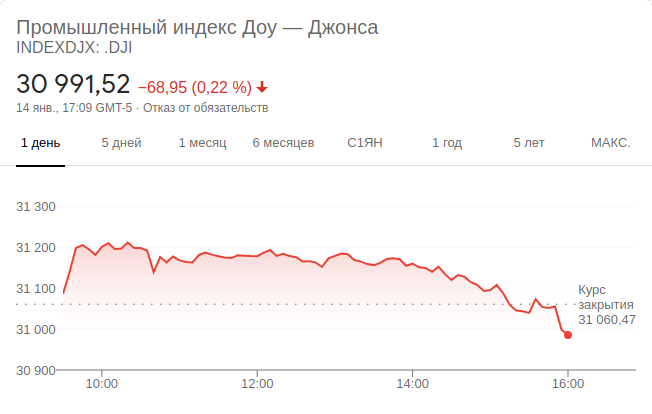 Промышленный индекс Доу — Джонса
INDEXDJX: .DJI
30 991,52 −68,95 (0,22 %)
14 янв., 17:09 GMT-5 · Отказ от обязательств
1 день 5 дней 1 месяц 6 месяцев С1ЯН 1 год 5 лет МАКС.
31 300
31 200
31 100
31 000
30 900
Курс
закрытия
31 060,47
10:00 12:00 14:00 16:00